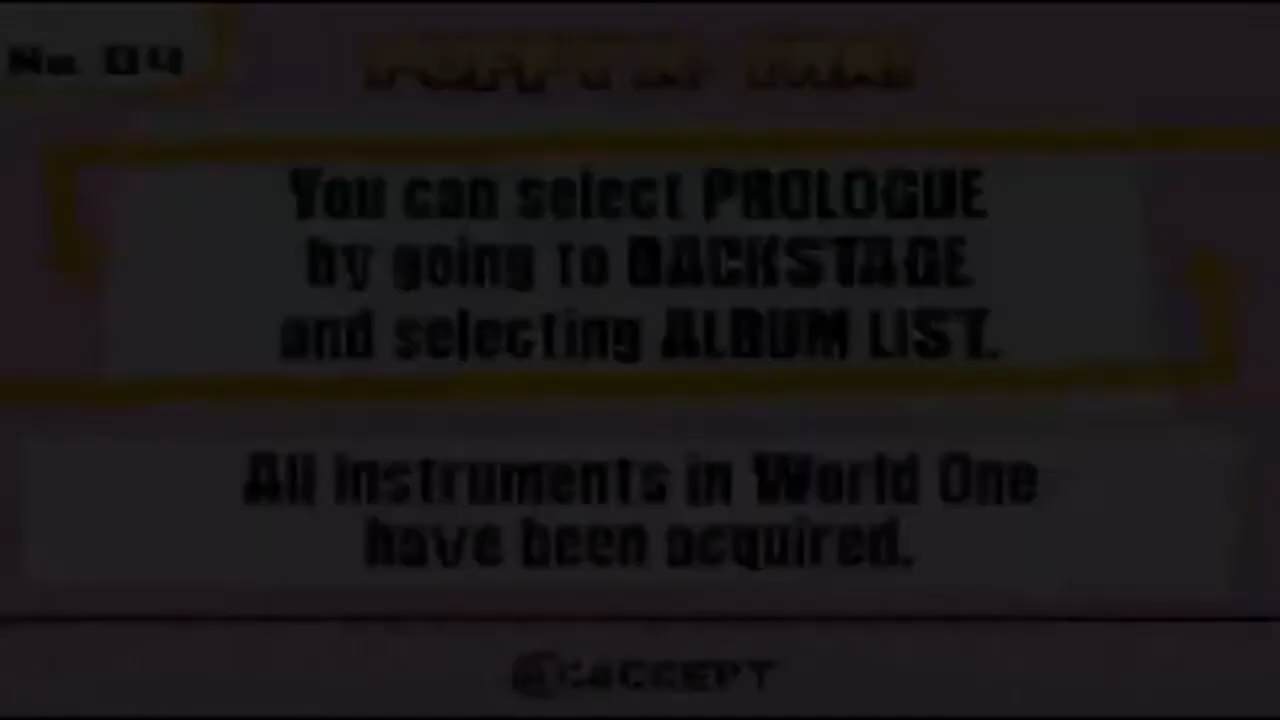 No. 04
You can select PROLOGUE
by going to BACKSTAGE
and selecting ALBUM LIST.
All instruments in World One
have been acquired.
:ACCEPT